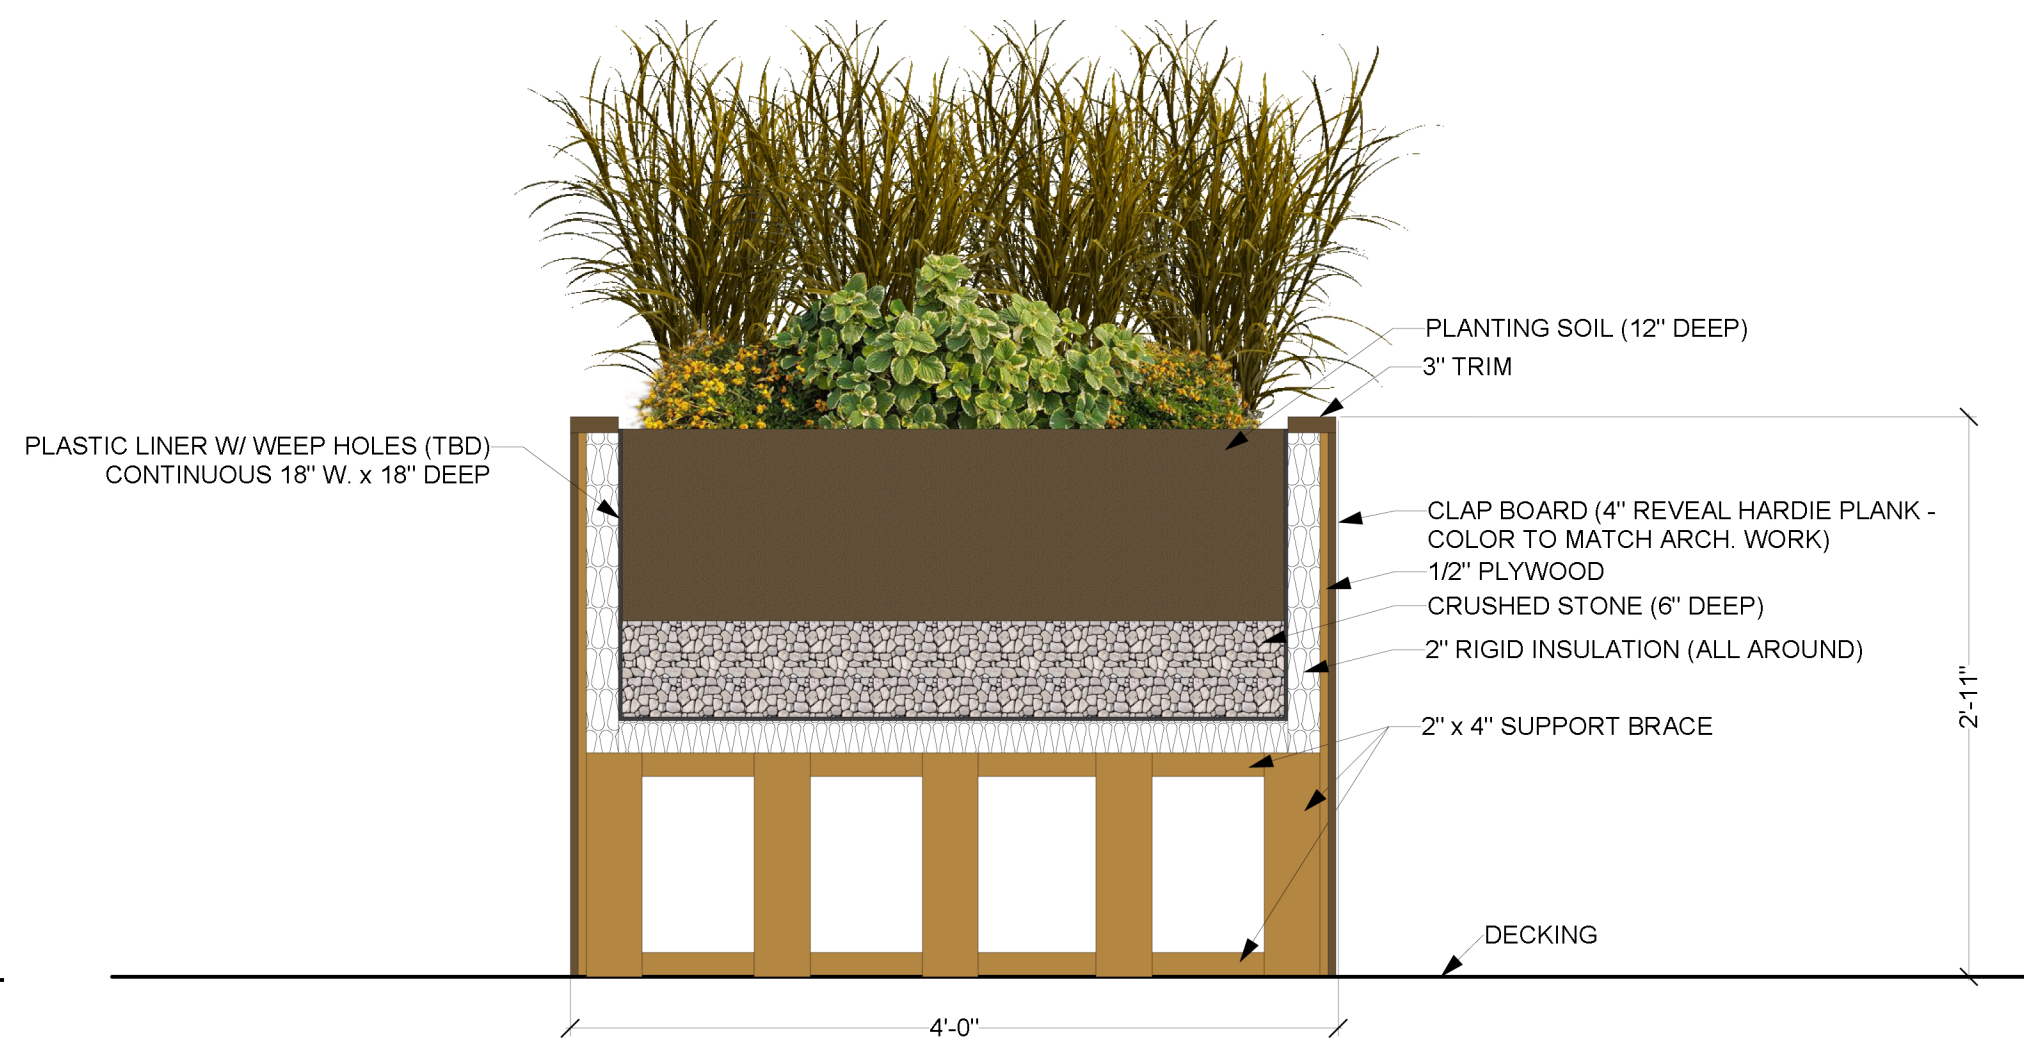 PLANTING SOIL (12" DEEP)
3" TRIM
PLASTIC LINER W/ WEEP HOLES (TBD)
CONTINUOUS 18" W. x 18" DEEP
CLAP BOARD (4" REVEAL HARDIE PLANK -
COLOR TO MATCH ARCH. WORK)
1/2" PLYWOOD
CRUSHED STONE (6" DEEP)
2" RIGID INSULATION (ALL AROUND)
2'-11"
2" x 4" SUPPORT BRACE
DECKING
4'-0"